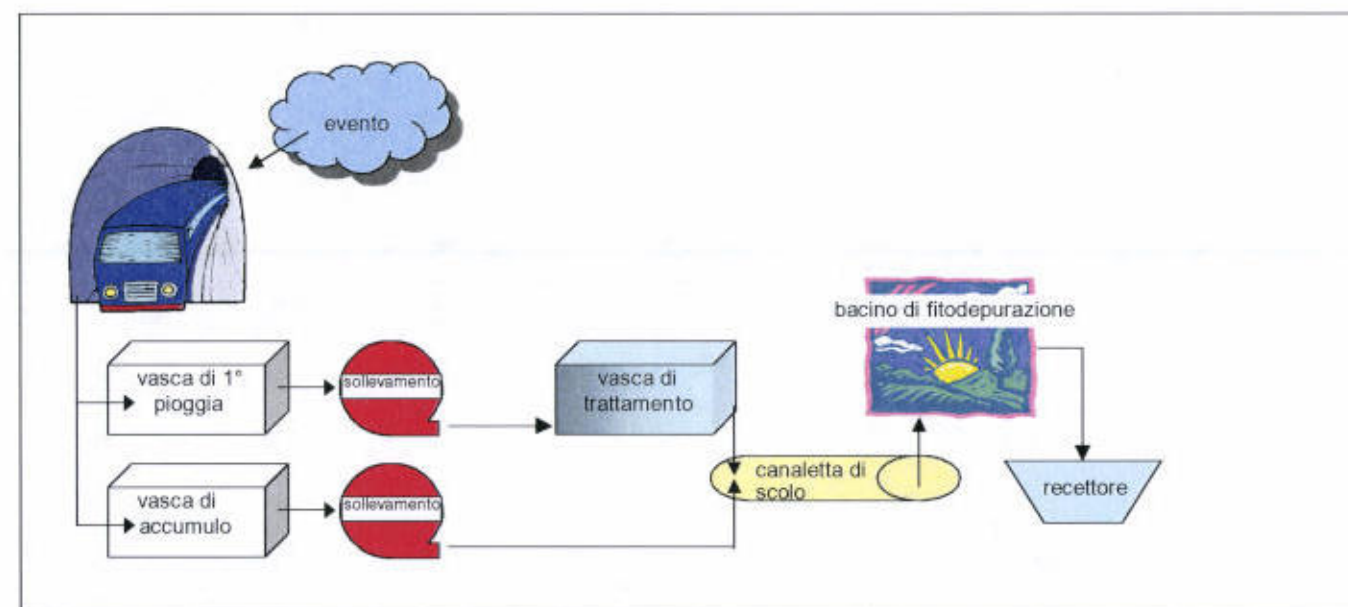 evento
bacino di fitodepurazione
vasca di 1°
pioggia
sollevamento
vasca di
trattamento
canaletta di
scolo
recettore
vasca di
accumulo
sollevamento